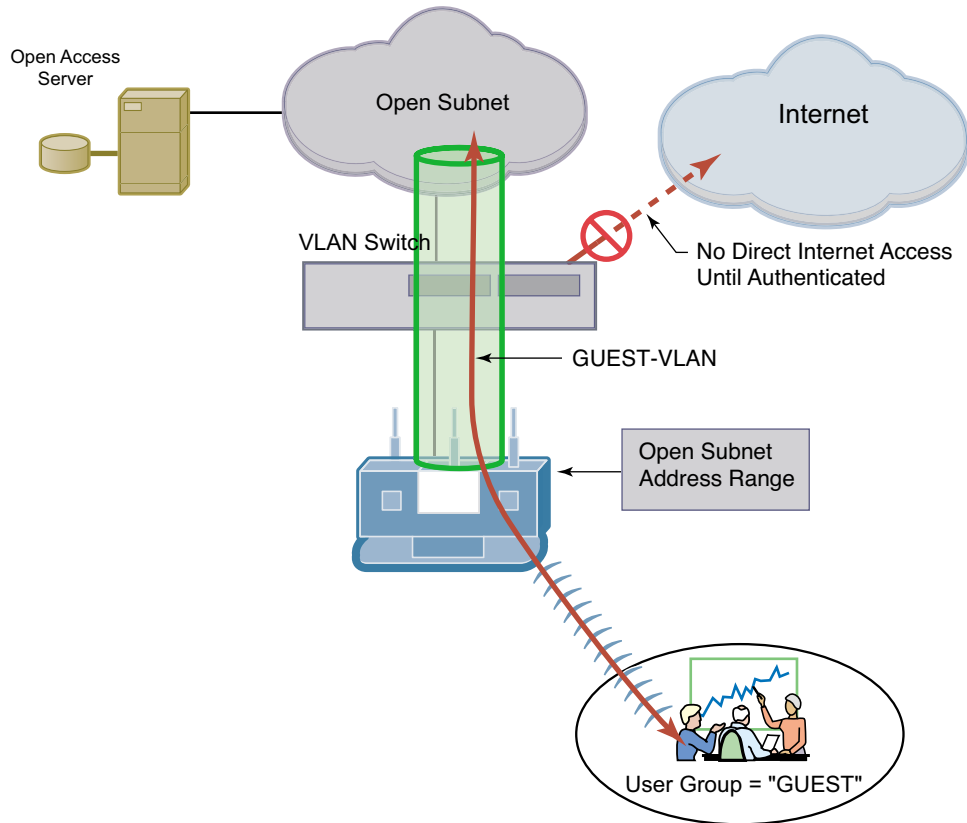 Open Access
Server
Open Subnet
Internet
VLAN Switch
No Direct Internet Access
Until Authenticated
GUEST-VLAN
Open Subnet
Address Range
User Group = "GUEST"